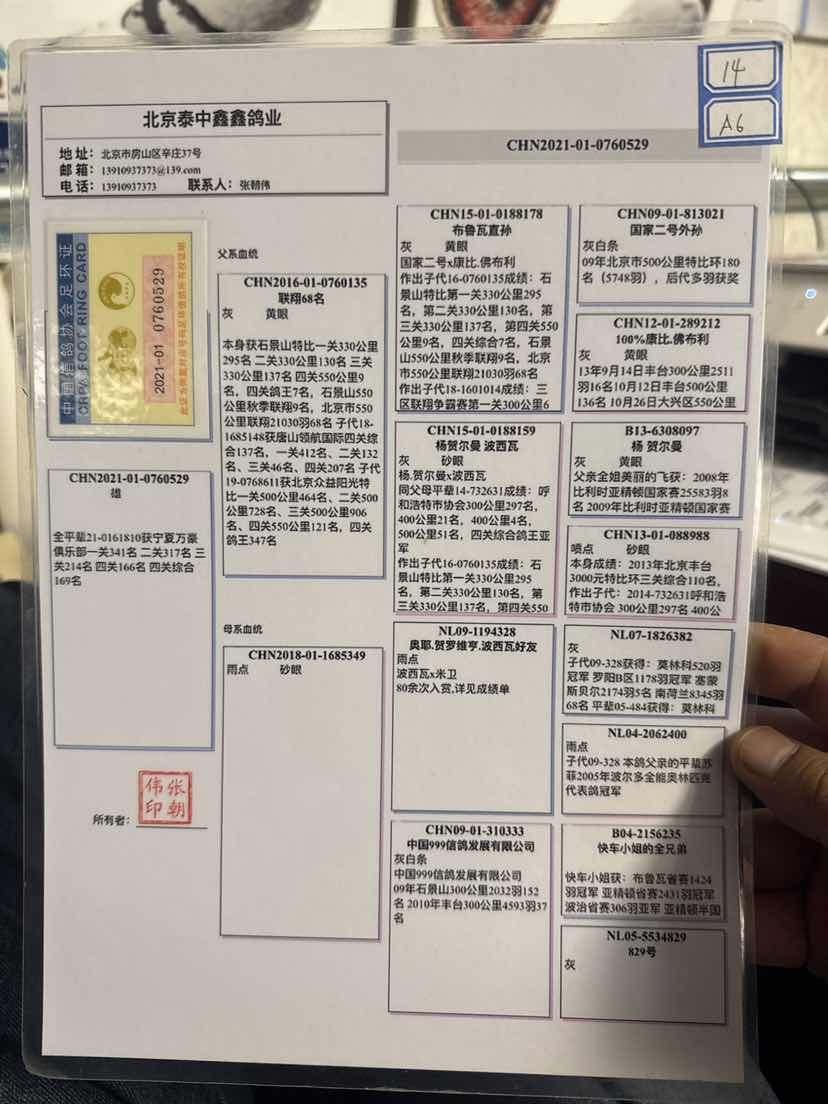 14
A6
北京泰中鑫鑫鸽业
地 址: 北京市房山区辛庄37号
邮 箱: 13910937373@139.com
电 话: 13910937373 联系人: 张朝伟
CHN2021-01-0760529
中国信鸽协会足环证
CRPA FOOT RING CARD
2021-01 0760529
CHN2021-01-0760529
雄
全平辈21-0161810获宁夏万豪
俱乐部一关341名 二关317名 三
关214名 四关166名 四关综合
169名
所有者:
张朝
伟印
父系血统
CHN2016-01-0760135
联翔68名
灰 黄眼
本身获石景山特比一关330公里
295名 二关330公里130名 三关
330公里137名 四关550公里9
名，四关鸽王7名，石景山550
公里秋季联翔9名，北京市550
公里联翔21030羽68名 子代18-
1685148获唐山领航国际四关综
合137名，一关412名、二关132
名、三关46名、四关207名 子代
19-0768611获北京众益阳光特
比一关500公里464名、二关500
公里728名、三关500公里906
名、四关550公里121名，四关
鸽王347名
母系血统
CHN2018-01-1685349
雨点 砂眼
CHN15-01-0188178
布鲁瓦直孙
灰 黄眼
国家二号x康比.佛布利
作出子代16-0760135成绩：石
景山特比第一关330公里295
名，第二关330公里130名，第
三关330公里137名，第四关550
公里9名，四关综合7名，石景
山550公里秋季联翔9名，北京
市550公里联翔21030羽68名
作出子代18-1601014成绩：三
区联翔争霸赛第一关300公里6
CHN15-01-0188159
杨贺尔曼 波西瓦
灰 砂眼
杨.贺尔曼x波西瓦
同父母平辈14-732631成绩：呼
和浩特市协会300公里297名，
400公里21名，400公里4名，
500公里51名，四关综合鸽王亚
军
作出子代16-0760135成绩：石
景山特比第一关330公里295
名，第二关330公里130名，第
三关330公里137名，第四关550
NL09-1194328
奥耶.贺罗维亨.波西瓦好友
雨点
波西瓦x米卫
80余次入赏,详见成绩单
CHN09-01-310333
中国999信鸽发展有限公司
灰白条
中国999信鸽发展有限公司
09年石景山300公里2032羽152
名 2010年丰台300公里4593羽37
名
CHN09-01-813021
国家二号外孙
灰白条
09年北京市500公里特比环180
名（5748羽），后代多羽获奖
CHN12-01-289212
100%康比.佛布利
灰 黄眼
13年9月14日丰台300公里2511
羽16名10月12日丰台500公里
136名 10月26日大兴区550公里
B13-6308097
杨 贺尔曼
灰 黄眼
父亲全姐美丽的飞获：2008年
比利时亚精顿国家赛25583羽8
名 2009年比利时亚精顿国家赛
CHN13-01-088988
喷点 砂眼
本身成绩：2013年北京丰台
3000元特比环三关综合110名，
作出子代：2014-732631呼和浩
特市协会 300公里297名 400公
NL07-1826382
灰
子代09-328获得：莫林科520羽
冠军 罗阳B区1178羽冠军 塞蒙
斯贝尔2174羽5名 南荷兰8345羽
68名 平辈05-484获得：莫林科
NL04-2062400
雨点
子代09-328 本鸽父亲的平辈苏
菲2005年波尔多全能奥林匹克
代表鸽冠军
B04-2156235
快车小姐的全兄弟
快车小姐获：布鲁瓦省赛1424
羽冠军 亚精顿省赛2431羽冠军
波治省赛306羽亚军 亚精顿半国
NL05-5534829
829号
灰